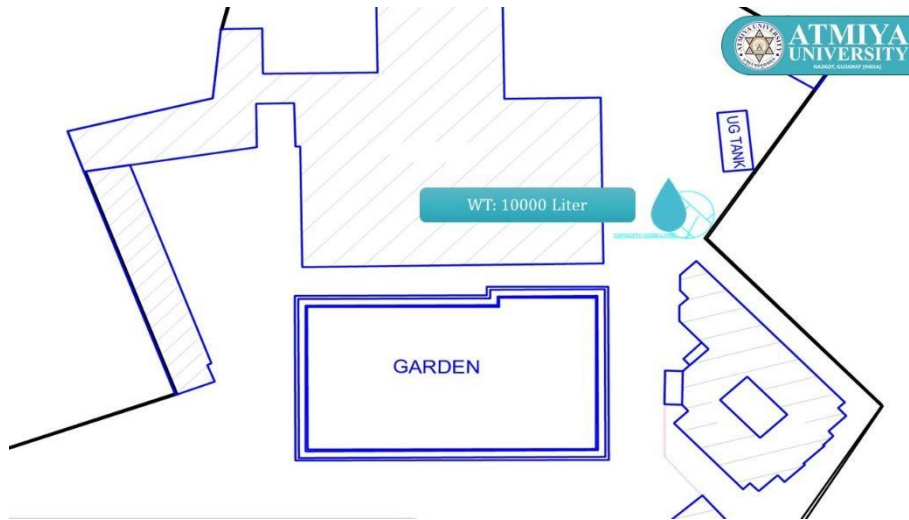 ATMIYA
UNIVERSITY
RAJKOT, GUJARAT (INDIA)
UG TANK
WT: 10000 Liter
GARDEN